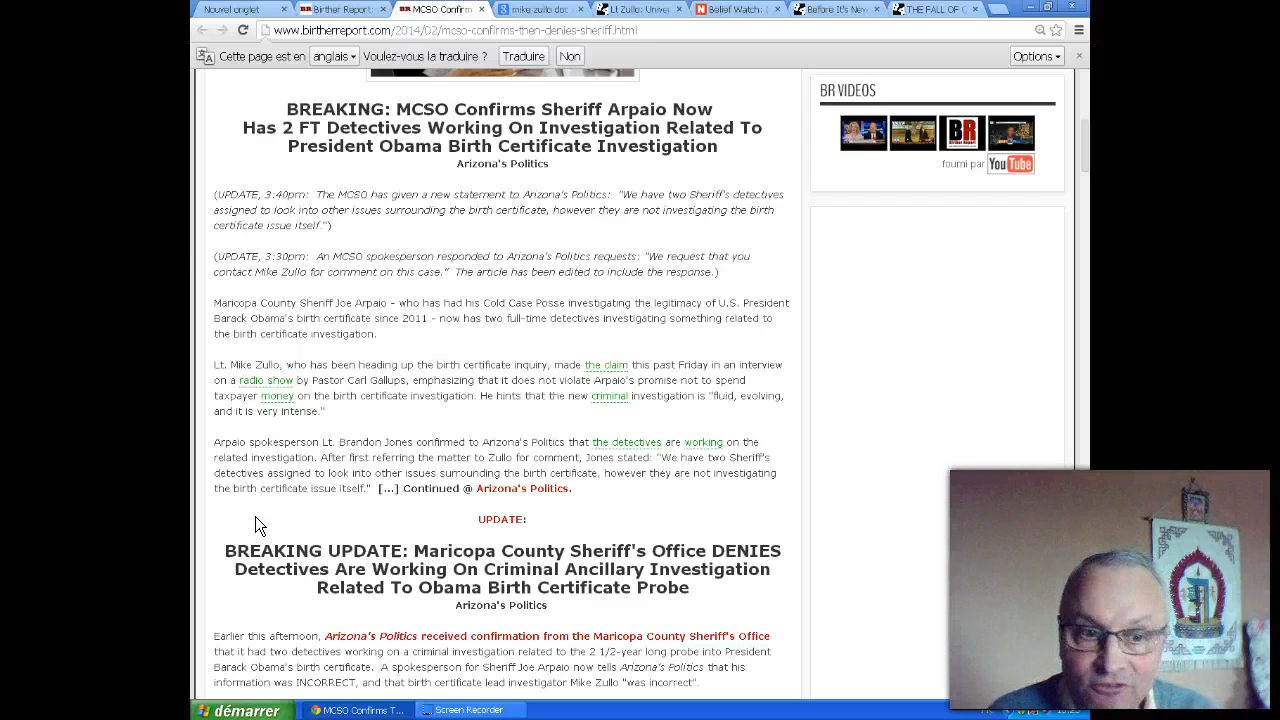 Nouvel onglet
Birther Report:
MCSO Confirm
mike zullo doc
Lt Zullo: Unive
Belief Watch:
Before It's New
THE FALL OF
www.birtherreport.com/2014/02/mcso-confirms-then-denies-sheriff.html
Cette page est en anglais Voulez-vous la traduire ? Traduire Non Options
BREAKING: MCSO Confirms Sheriff Arpaio Now
Has 2 FT Detectives Working On Investigation Related To
President Obama Birth Certificate Investigation
Arizona's Politics
(UPDATE, 3:40pm: The MCSO has given a new statement to Arizona's Politics: "We have two Sheriff's detectives
assigned to look into other issues surrounding the birth certificate, however they are not investigating the birth
certificate issue itself.")
(UPDATE, 3:30pm: An MCSO spokesperson responded to Arizona's Politics requests: "We request that you
contact Mike Zullo for comment on this case." The article has been edited to include the response.)
Maricopa County Sheriff Joe Arpaio - who has had his Cold Case Posse investigating the legitimacy of U.S. President
Barack Obama's birth certificate since 2011 - now has two full-time detectives investigating something related to
the birth certificate investigation.
Lt. Mike Zullo, who has been heading up the birth certificate inquiry, made the claim this past Friday in an interview
on a radio show by Pastor Carl Gallups, emphasizing that it does not violate Arpaio's promise not to spend
taxpayer money on the birth certificate investigation. He hints that the new criminal investigation is "fluid, evolving,
and it is very intense."
Arpaio spokesperson Lt. Brandon Jones confirmed to Arizona's Politics that the detectives are working on the
related investigation. After first referring the matter to Zullo for comment, Jones stated: "We have two Sheriff's
detectives assigned to look into other issues surrounding the birth certificate, however they are not investigating
the birth certificate issue itself." [...] Continued @ Arizona's Politics.
UPDATE:
BREAKING UPDATE: Maricopa County Sheriff's Office DENIES
Detectives Are Working On Criminal Ancillary Investigation
Related To Obama Birth Certificate Probe
Arizona's Politics
Earlier this afternoon, Arizona's Politics received confirmation from the Maricopa County Sheriff's Office
that it had two detectives working on a criminal investigation related to the 2 1/2-year long probe into President
Barack Obama's birth certificate. A spokesperson for Sheriff Joe Arpaio now tells Arizona's Politics that his
information was INCORRECT, and that birth certificate lead investigator Mike Zullo "was incorrect".
BR VIDEOS
BR
fourni par YouTube
démarrer
MCSO Confirms T...
Screen Recorder